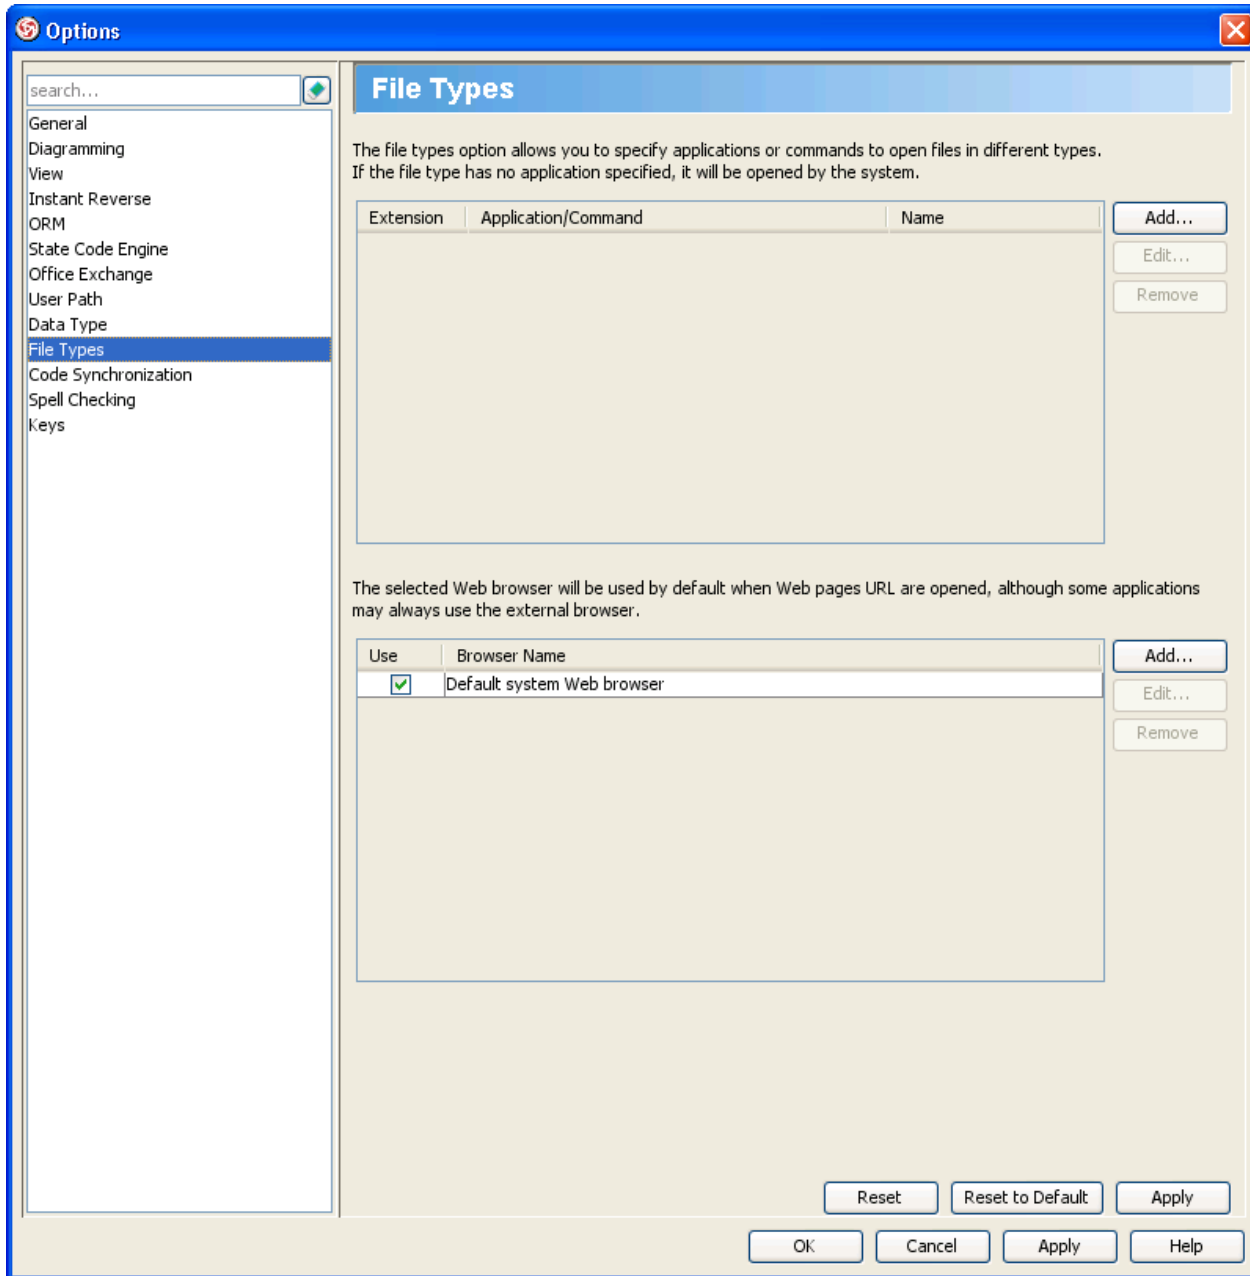 Options
search...
General
Diagramming
View
Instant Reverse
ORM
State Code Engine
Office Exchange
User Path
Data Type
File Types
Code Synchronization
Spell Checking
Keys
File Types
The file types option allows you to specify applications or commands to open files in different types.
If the file type has no application specified, it will be opened by the system.
Extension Application/Command Name
Add...
Edit...
Remove
The selected Web browser will be used by default when Web pages URL are opened, although some applications
may always use the external browser.
Use Browser Name
Default system Web browser
Add...
Edit...
Remove
Reset Reset to Default Apply
OK Cancel Apply Help